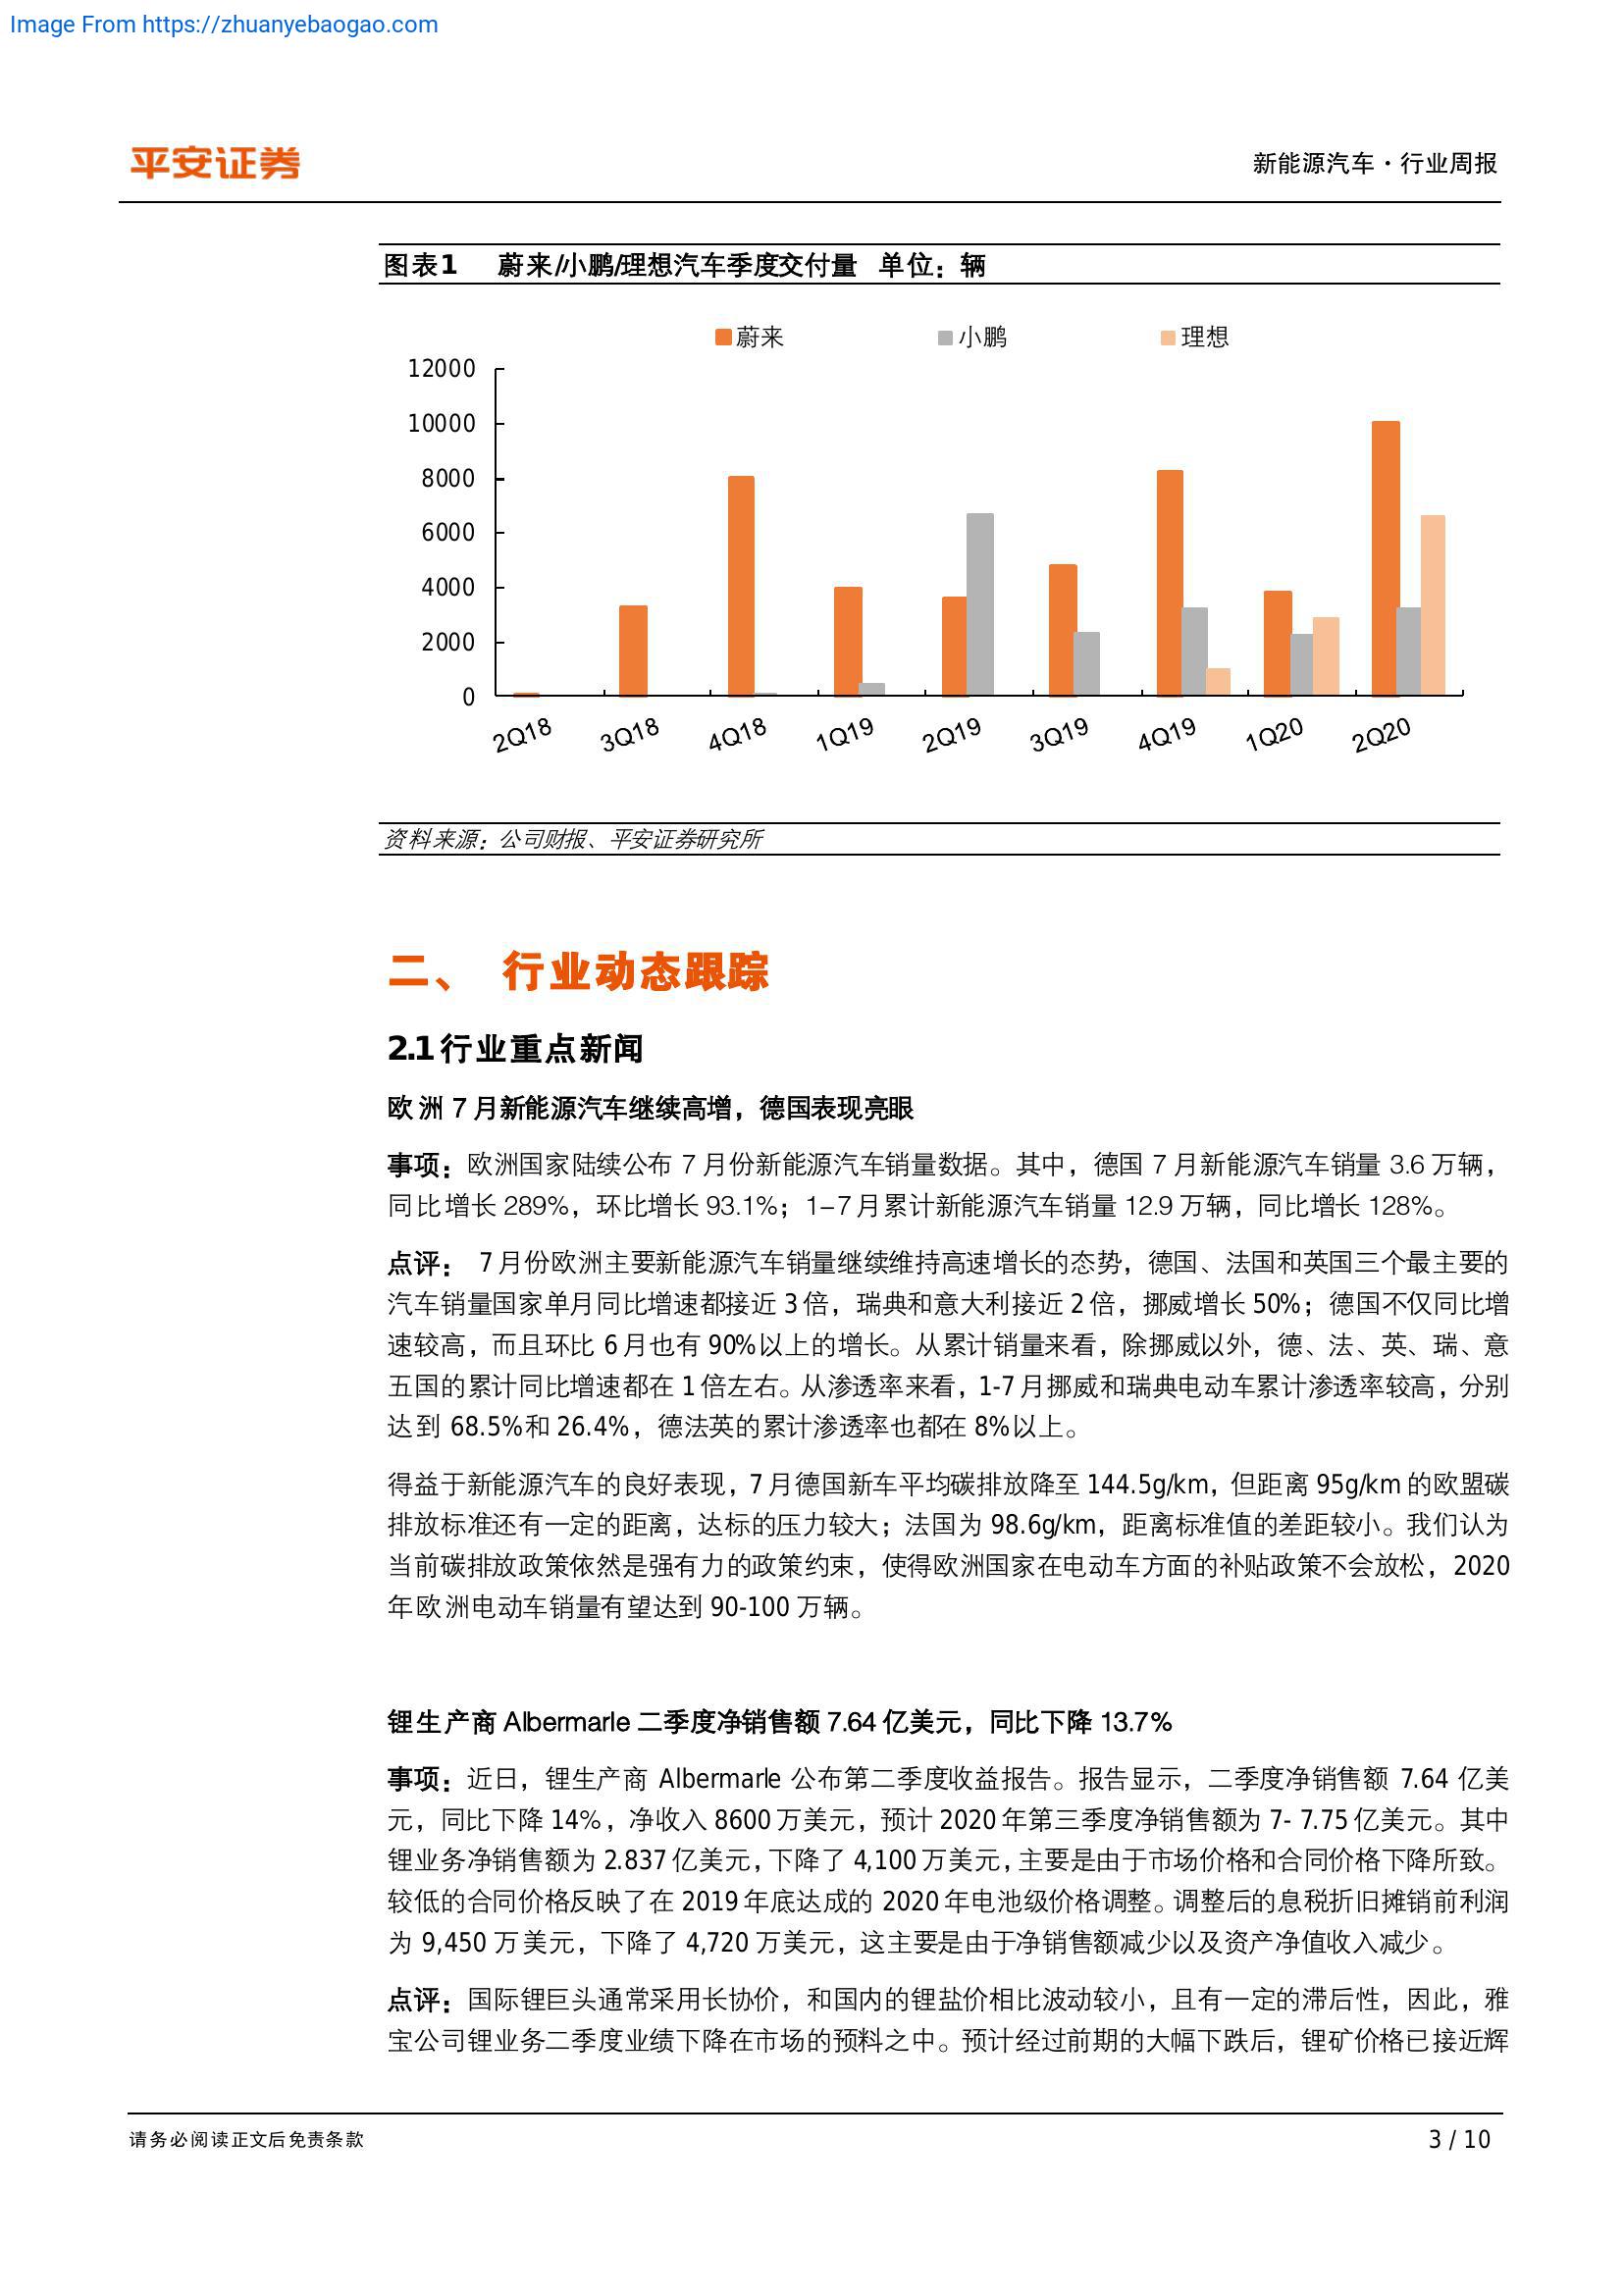 Image From https://zhuanyebaogao.com
平安证券
新能源汽车·行业周报
图表1 蔚来/小鹏/理想汽车季度交付量 单位：辆
蔚来 小鹏 理想
12000
10000
8000
6000
4000
2000
0
2Q18 3Q18 4Q18 1Q19 2Q19 3Q19 4Q19 1Q20 2Q20
资料来源：公司财报、平安证券研究所
二、 行业动态跟踪
2.1 行业重点新闻
欧洲 7 月新能源汽车继续高增，德国表现亮眼
事项：欧洲国家陆续公布 7 月份新能源汽车销量数据。其中，德国 7 月新能源汽车销量 3.6 万辆，
同比增长 289%，环比增长 93.1%；1-7 月累计新能源汽车销量 12.9 万辆，同比增长 128%。
点评： 7 月份欧洲主要新能源汽车销量继续维持高速增长的态势，德国、法国和英国三个最主要的
汽车销量国家单月同比增速都接近 3 倍，瑞典和意大利接近 2 倍，挪威增长 50%；德国不仅同比增
速较高，而且环比 6 月也有 90%以上的增长。从累计销量来看，除挪威以外，德、法、英、瑞、意
五国的累计同比增速都在 1 倍左右。从渗透率来看，1-7 月挪威和瑞典电动车累计渗透率较高，分别
达到 68.5%和 26.4%，德法英的累计渗透率也都在 8%以上。
得益于新能源汽车的良好表现，7 月德国新车平均碳排放降至 144.5g/km，但距离 95g/km 的欧盟碳
排放标准还有一定的距离，达标的压力较大；法国为 98.6g/km，距离标准值的差距较小。我们认为
当前碳排放政策依然是强有力的政策约束，使得欧洲国家在电动车方面的补贴政策不会放松，2020
年欧洲电动车销量有望达到 90-100 万辆。
锂生产商 Albermarle 二季度净销售额 7.64 亿美元，同比下降 13.7%
事项：近日，锂生产商 Albermarle 公布第二季度收益报告。报告显示，二季度净销售额 7.64 亿美
元，同比下降 14%，净收入 8600 万美元，预计 2020 年第三季度净销售额为 7- 7.75 亿美元。其中
锂业务净销售额为 2.837 亿美元，下降了 4,100 万美元，主要是由于市场价格和合同价格下降所致。
较低的合同价格反映了在 2019 年底达成的 2020 年电池级价格调整。调整后的息税折旧摊销前利润
为 9,450 万美元，下降了 4,720 万美元，这主要是由于净销售额减少以及资产净值收入减少。
点评：国际锂巨头通常采用长协价，和国内的锂盐价相比波动较小，且有一定的滞后性，因此，雅
宝公司锂业务二季度业绩下降在市场的预料之中。预计经过前期的大幅下跌后，锂矿价格已接近辉
请务必阅读正文后免责条款
3 / 10